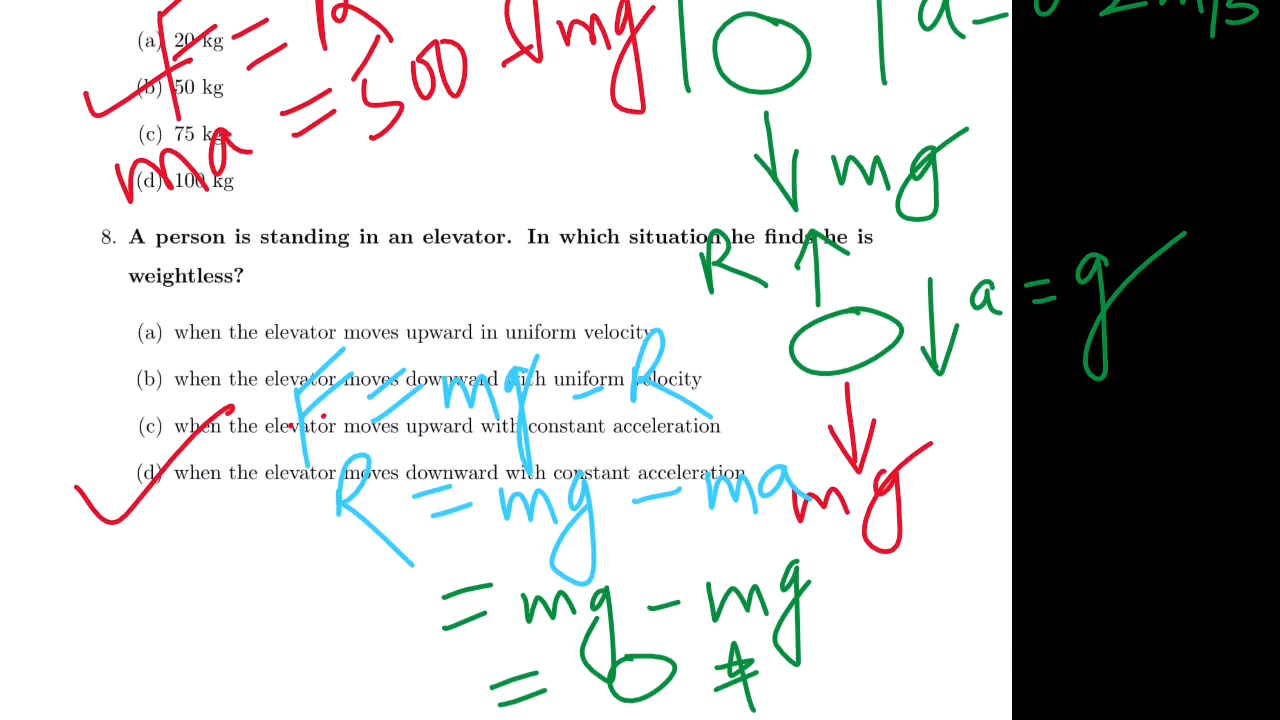 F = R - mg
a = 0.2 m/s
(a) 20 kg
= 500
(b) 50 kg
(c) 75 kg
ma
mg
(d) 100 kg
8. A person is standing in an elevator. In which situation he finds he is
weightless?
R
a = g
(a) when the elevator moves upward in uniform velocity
(b) when the elevator moves downward with uniform velocity
F = mg - R
(c) when the elevator moves upward with constant acceleration
(d) when the elevator moves downward with constant acceleration
R = mg - ma
mg
= mg - mg
= 0